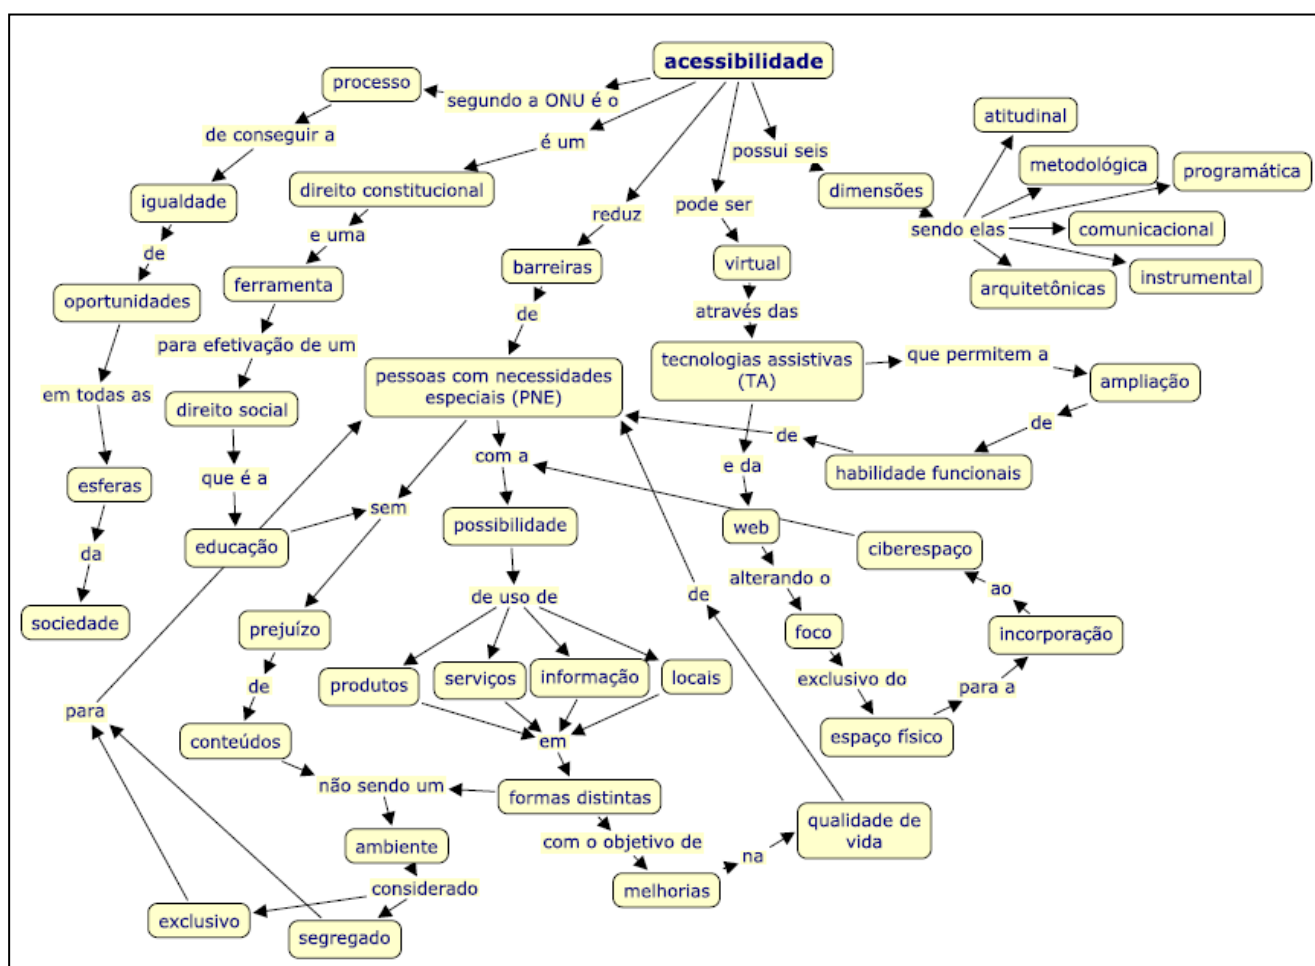 acessibilidade
processo
segundo a ONU é o
de conseguir a
é um
possui seis
atitudinal
metodológica
programática
dimensões
igualdade
direito constitucional
reduz
pode ser
sendo elas
comunicacional
e uma
de
barreiras
virtual
arquitetônicas
instrumental
oportunidades
ferramenta
de
através das
para efetivação de um
tecnologias assistivas
(TA)
que permitem a
ampliação
pessoas com necessidades
especiais (PNE)
em todas as
direito social
de
de
com a
e da
habilidade funcionais
esferas
que é a
sem
possibilidade
web
ciberespaço
educação
da
alterando o
de uso de
de
ao
sociedade
prejuízo
foco
incorporação
produtos
serviços
informação
locais
exclusivo do
para a
de
para
conteúdos
em
espaço físico
não sendo um
formas distintas
qualidade de
vida
ambiente
com o objetivo de
na
considerado
melhorias
exclusivo
segregado